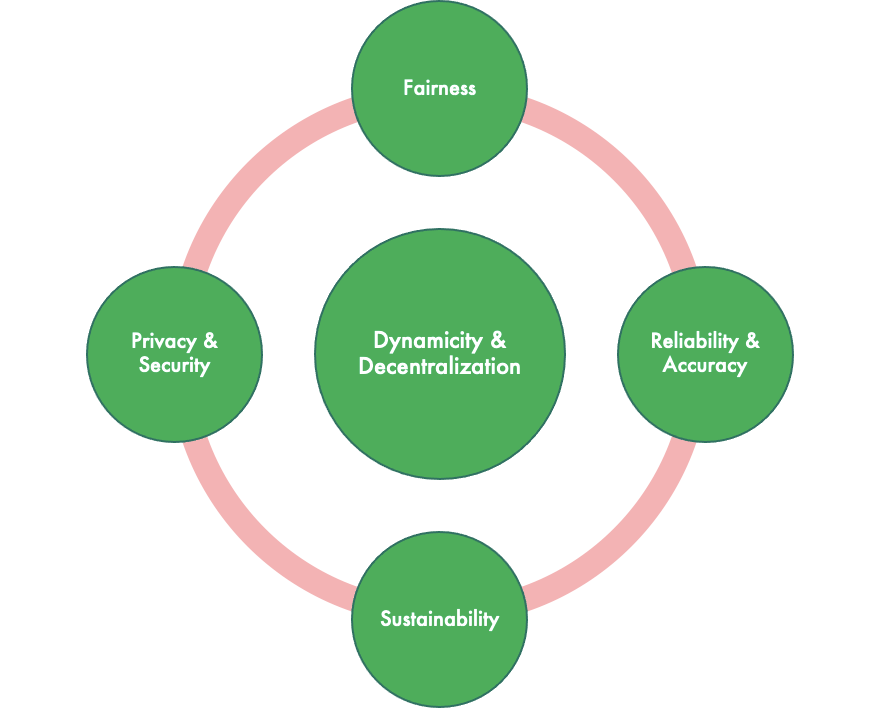 Fairness
Privacy &
Security
Dynamicity &
Decentralization
Reliability &
Accuracy
Sustainability